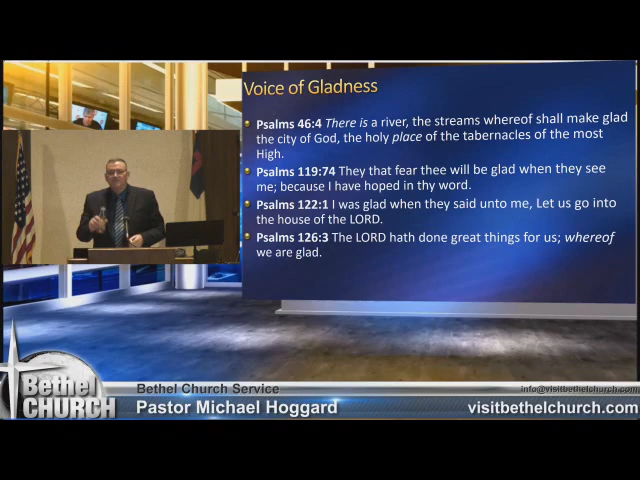 Voice of Gladness
Psalms 46:4 There is a river, the streams whereof shall make glad
the city of God, the holy place of the tabernacles of the most
High.
Psalms 119:74 They that fear thee will be glad when they see
me; because I have hoped in thy word.
Psalms 122:1 I was glad when they said unto me, Let us go into
the house of the LORD.
Psalms 126:3 The LORD hath done great things for us; whereof
we are glad.
Bethel
CHURCH
Bethel Church Service
info@visitbethelchurch.com
Pastor Michael Hoggard
visitbethelchurch.com